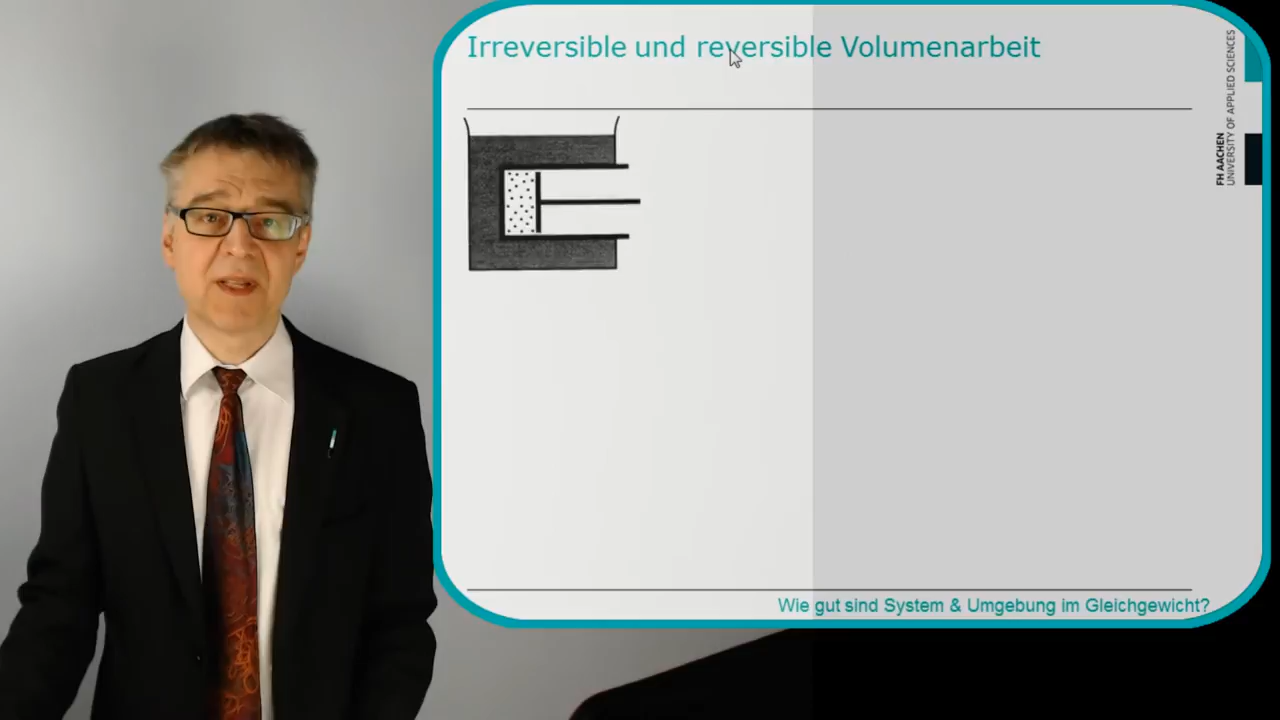 Irreversible und reversible Volumenarbeit
FH AACHEN
UNIVERSITY OF APPLIED SCIENCES
Wie gut sind System & Umgebung im Gleichgewicht?